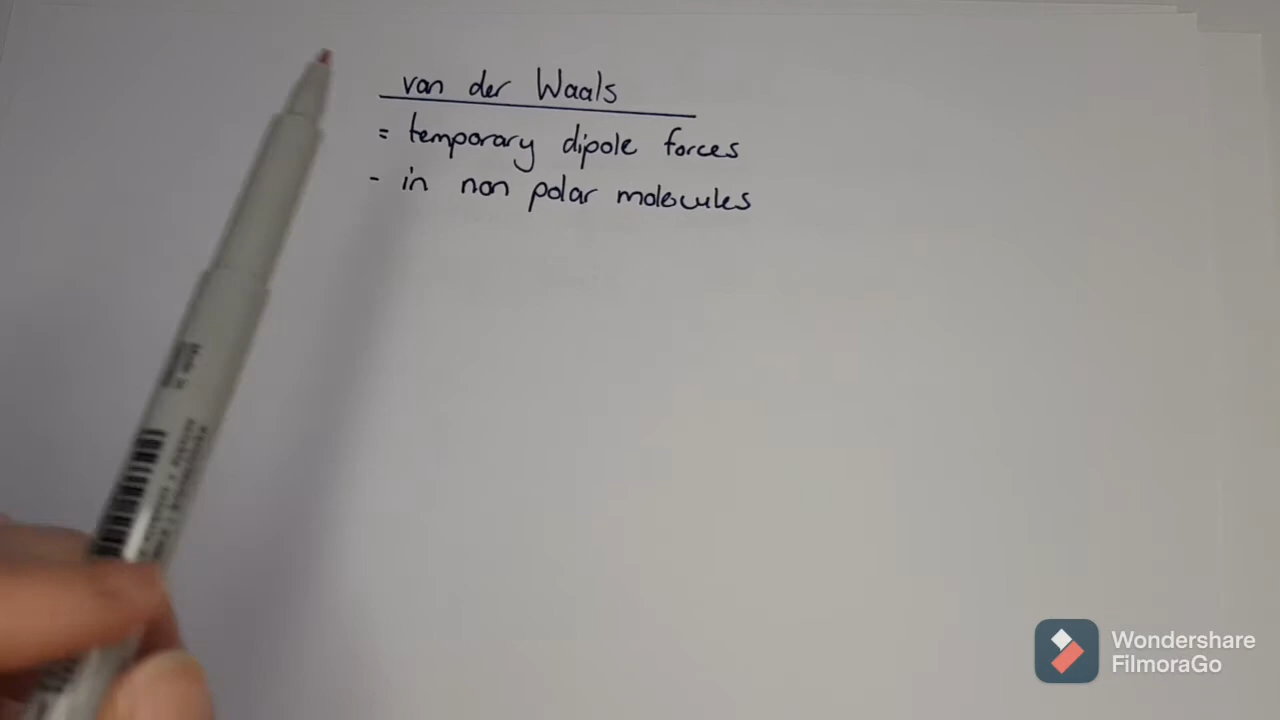 van der Waals
= temporary dipole forces
- in non polar molecules
Wondershare
FilmoraGo